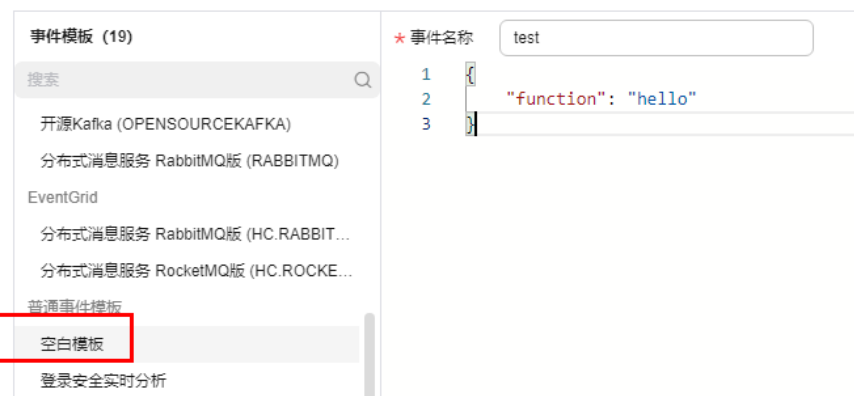 事件模板 (19)
搜索
开源Kafka (OPENSOURCEKAFKA)
分布式消息服务 RabbitMQ版 (RABBITMQ)
EventGrid
分布式消息服务 RabbitMQ版 (HC.RABBIT...
分布式消息服务 RocketMQ版 (HC.ROCKE...
普通事件模板
空白模板
登录安全实时分析
* 事件名称 test
1 {
2 "function": "hello"
3 }